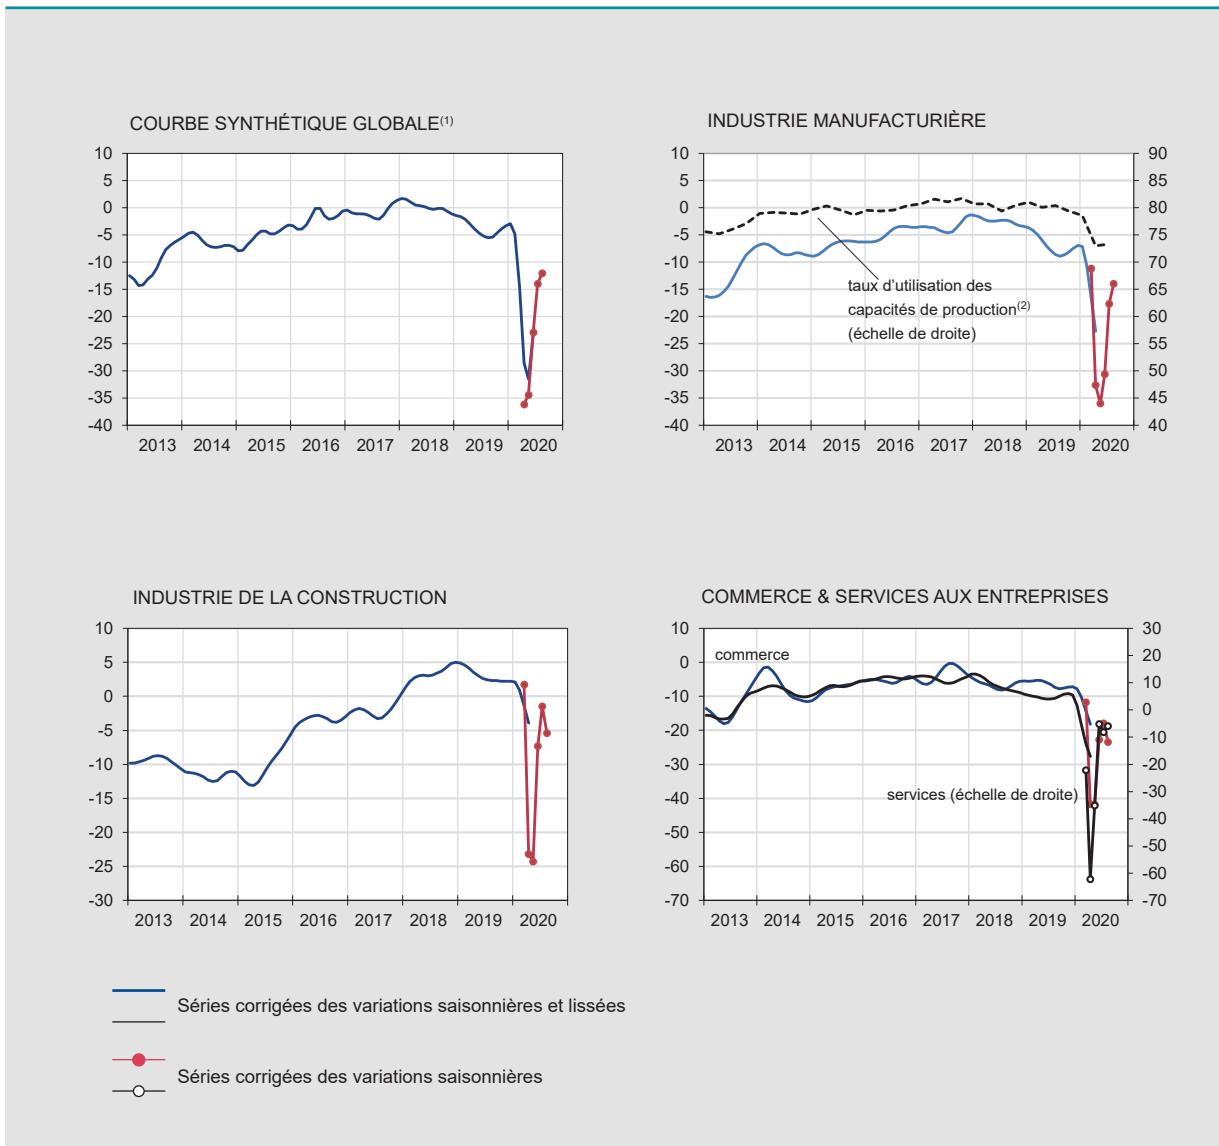 COURBE SYNTHÉTIQUE GLOBALE(1)
10
5
0
-5
-10
-15
-20
-25
-30
-35
-40
2013 2014 2015 2016 2017 2018 2019 2020
INDUSTRIE MANUFACTURIÈRE
10 90
5 85
0 80
-5 75
-10 70
-15 65
-20 60
-25 55
-30 50
-35 45
-40 40
taux d'utilisation des
capacités de production(2)
(échelle de droite)
2013 2014 2015 2016 2017 2018 2019 2020
INDUSTRIE DE LA CONSTRUCTION
10
5
0
-5
-10
-15
-20
-25
-30
2013 2014 2015 2016 2017 2018 2019 2020
COMMERCE & SERVICES AUX ENTREPRISES
10 30
commerce
0 20
-10 10
-20 0
-30 -10
-40 -20
-50 -30
-60 -40
-70 -50
-60
-70
services (échelle de droite)
2013 2014 2015 2016 2017 2018 2019 2020
Séries corrigées des variations saisonnières et lissées
Séries corrigées des variations saisonnières